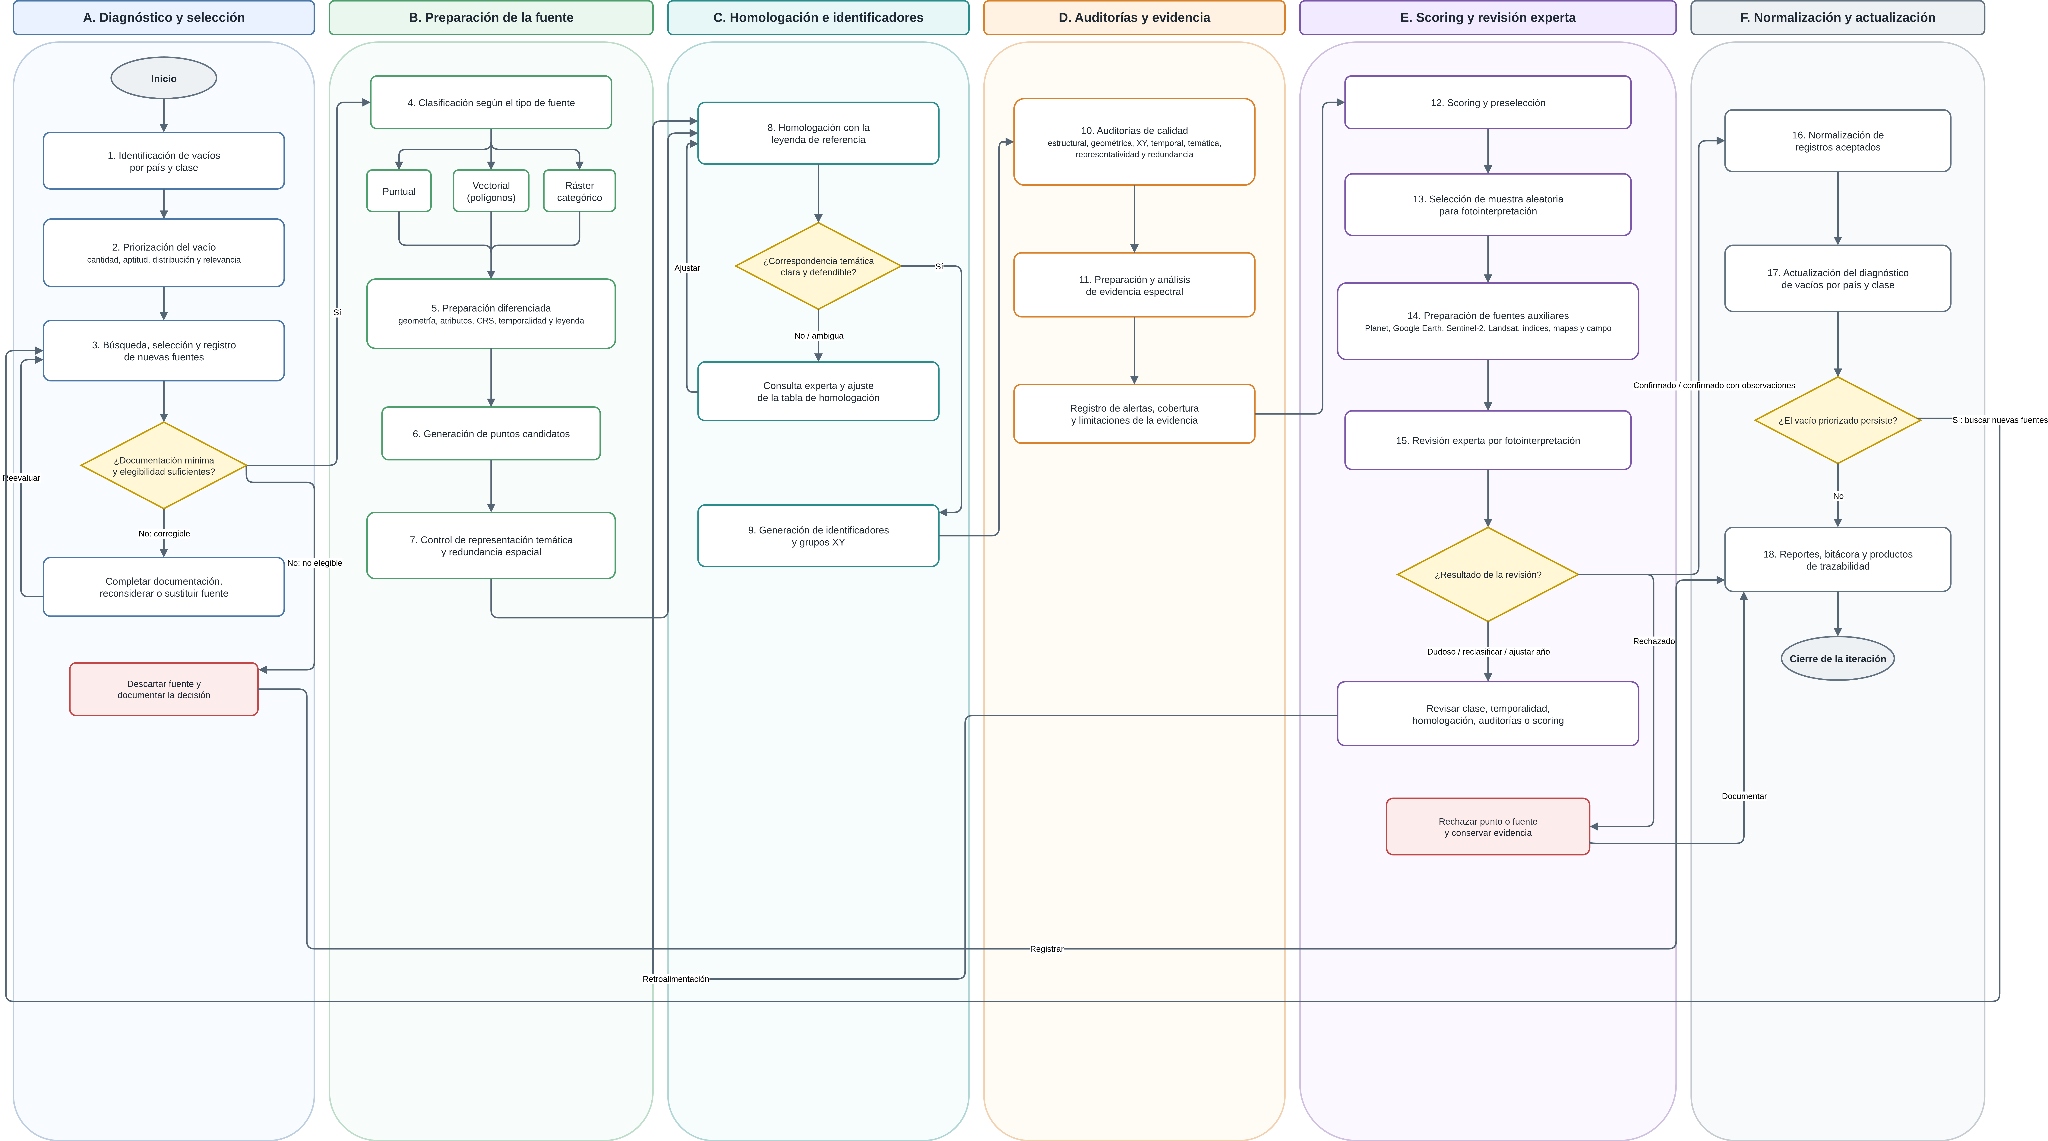 A. Diagnóstico y selección
Inicio
1. Identificación de vacíos
por país y clase
2. Priorización del vacío
cantidad, aptitud, distribución y relevancia
3. Búsqueda, selección y registro
de nuevas fuentes
¿Documentación mínima
y elegibilidad suficientes?
Reevaluar
Sí
No: corregible
No: no elegible
Completar documentación,
reconsiderar o sustituir fuente
Descartar fuente y
documentar la decisión
B. Preparación de la fuente
4. Clasificación según el tipo de fuente
Puntual
Vectorial
(polígonos)
Ráster
categórico
5. Preparación diferenciada
geometría, atributos, CRS, temporalidad y leyenda
6. Generación de puntos candidatos
7. Control de representación temática
y redundancia espacial
C. Homologación e identificadores
8. Homologación con la
leyenda de referencia
¿Correspondencia temática
clara y defendible?
Ajustar
Sí
No / ambigua
Consulta experta y ajuste
de la tabla de homologación
9. Generación de identificadores
y grupos XY
Retroalimentación
D. Auditorías y evidencia
10. Auditorías de calidad
estructural, geométrica, XY, temporal, temática,
representatividad y redundancia
11. Preparación y análisis
de evidencia espectral
Registro de alertas, cobertura
y limitaciones de la evidencia
Registrar
E. Scoring y revisión experta
12. Scoring y preselección
13. Selección de muestra aleatoria
para fotointerpretación
14. Preparación de fuentes auxiliares
Planet, Google Earth, Sentinel-2, Landsat, índices, mapas y campo
15. Revisión experta por fotointerpretación
¿Resultado de la revisión?
Confirmado / confirmado con observaciones
Rechazado
Dudoso / reclasificar / ajustar año
Revisar clase, temporalidad,
homologación, auditorías o scoring
Rechazar punto o fuente
y conservar evidencia
F. Normalización y actualización
16. Normalización de
registros aceptados
17. Actualización del diagnóstico
de vacíos por país y clase
¿El vacío priorizado persiste?
Sí: buscar nuevas fuentes
No
18. Reportes, bitácora y productos
de trazabilidad
Cierre de la iteración
Documentar